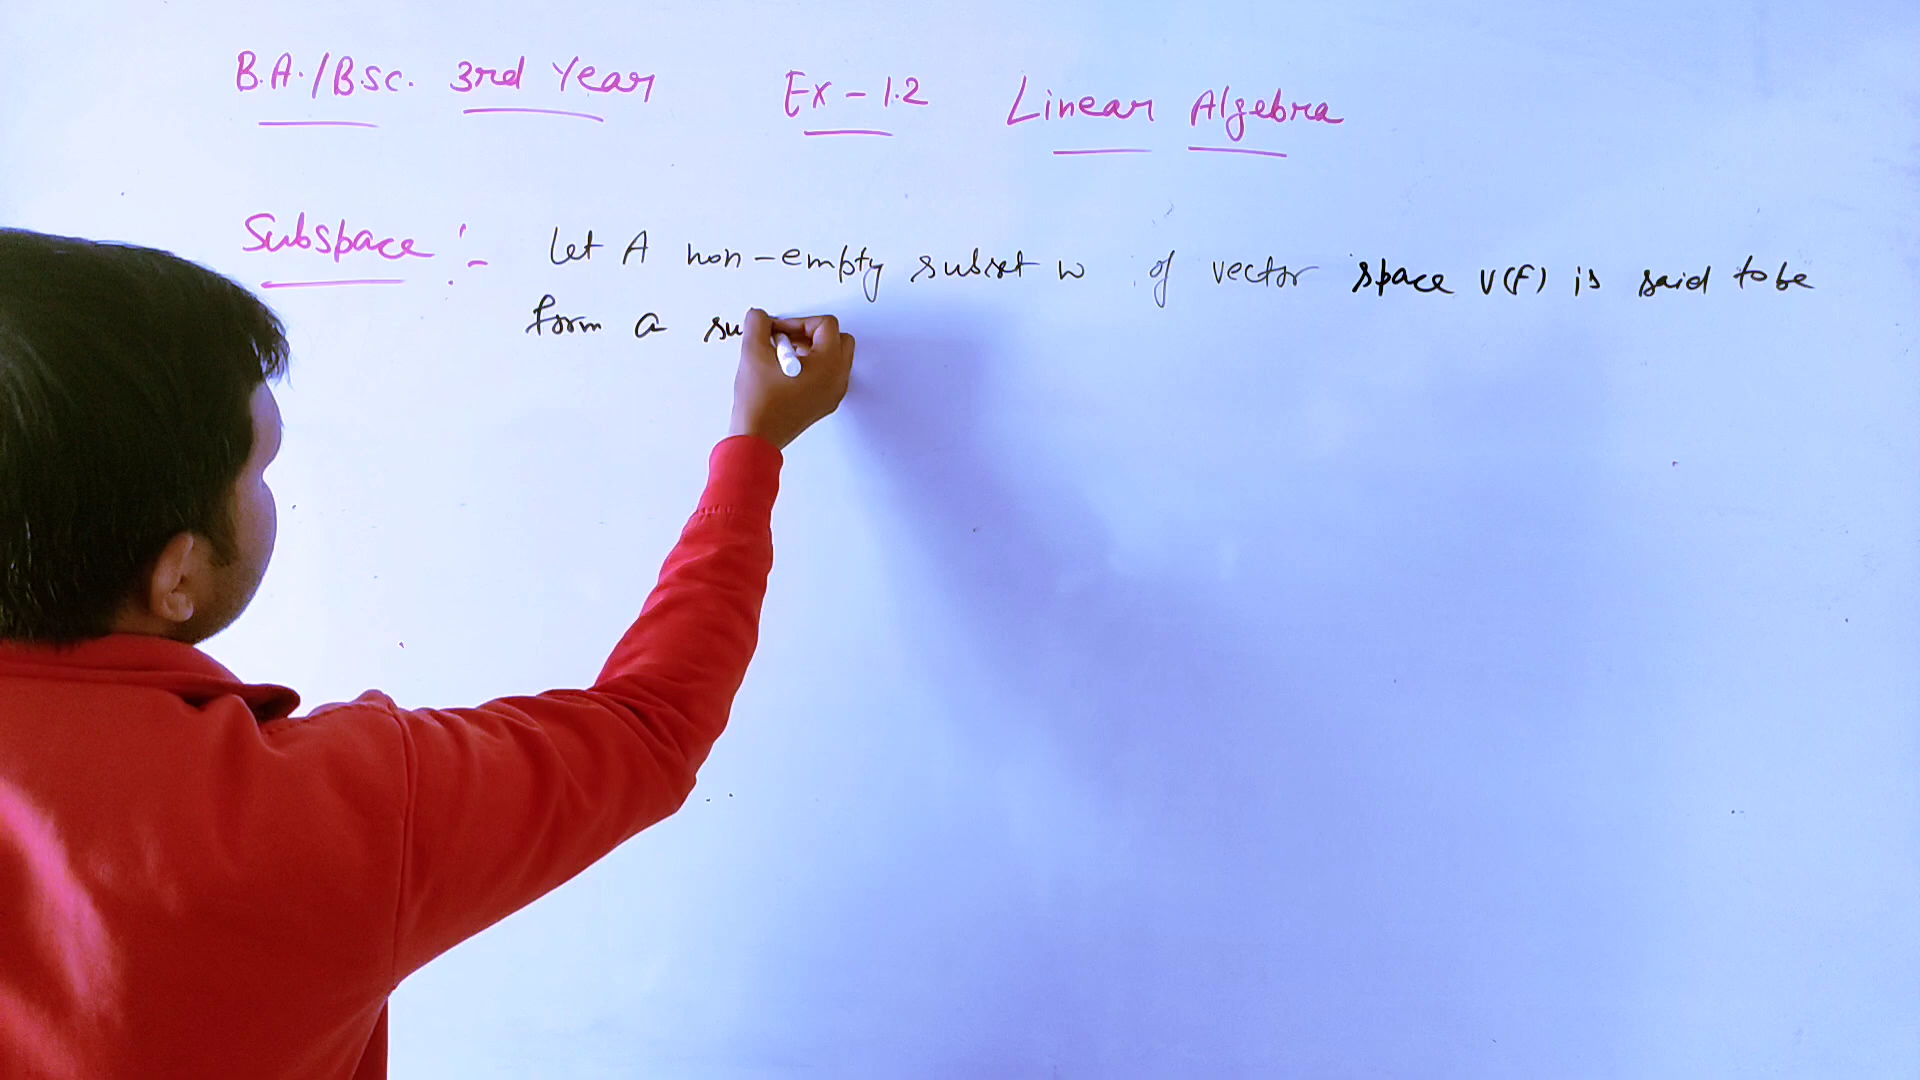 B.A./B.sc. 3rd Year Ex - 1.2 Linear Algebra
Subspace :- Let A non-empty subset w of vector space V(F) is said to be
form a su